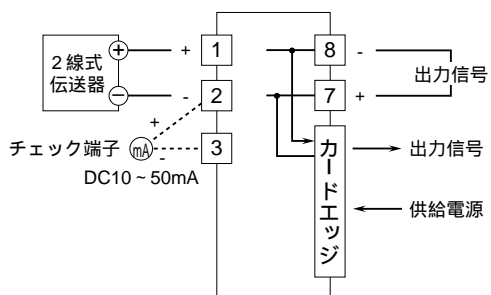 2線式
伝送器
+
−
+
-
1
2
3
+
-
チェック端子
mA
DC10 ~ 50mA
8
7
-
+
出力信号
カードエッジ
出力信号
供給電源